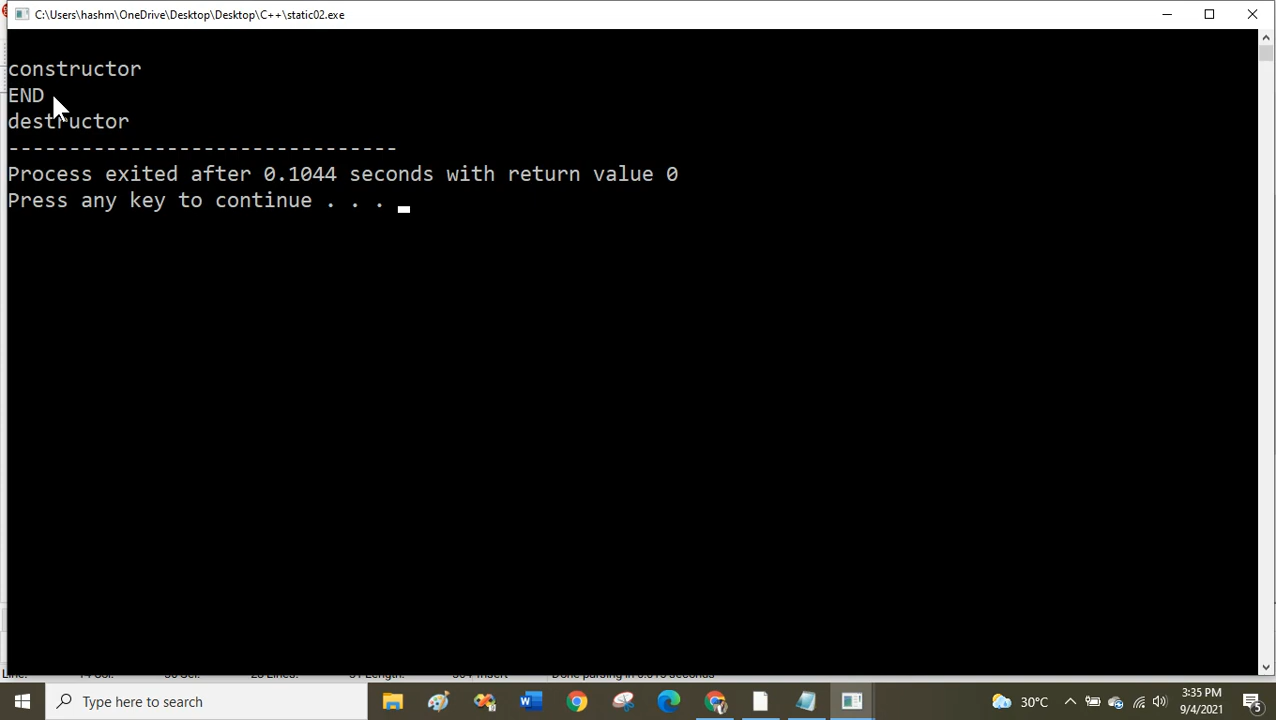 C:\Users\hashm\OneDrive\Desktop\Desktop\C++\static02.exe
constructor
END
destructor
--------------------------------
Process exited after 0.1044 seconds with return value 0
Press any key to continue . . .
Type here to search
30°C
3:35 PM
9/4/2021
5